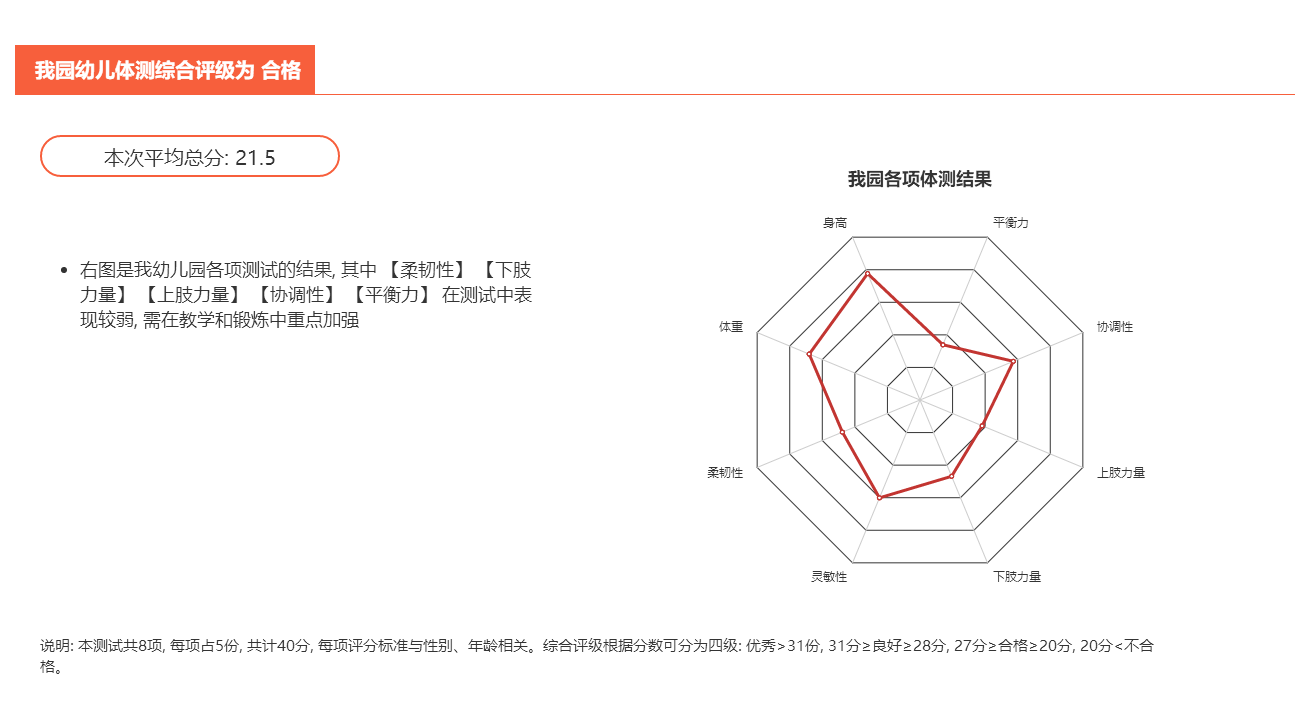 我园幼儿体测综合评级为 合格
本次平均总分: 21.5
右图是我幼儿园各项测试的结果, 其中 【柔韧性】 【下肢
力量】 【上肢力量】 【协调性】 【平衡力】 在测试中表
现较弱, 需在教学和锻炼中重点加强
我园各项体测结果
身高
平衡力
体重
协调性
柔韧性
上肢力量
灵敏性
下肢力量
说明: 本测试共8项, 每项占5份, 共计40分, 每项评分标准与性别、年龄相关。综合评级根据分数可分为四级: 优秀>31份, 31分≥良好≥28分, 27分≥合格≥20分, 20分<不合
格。